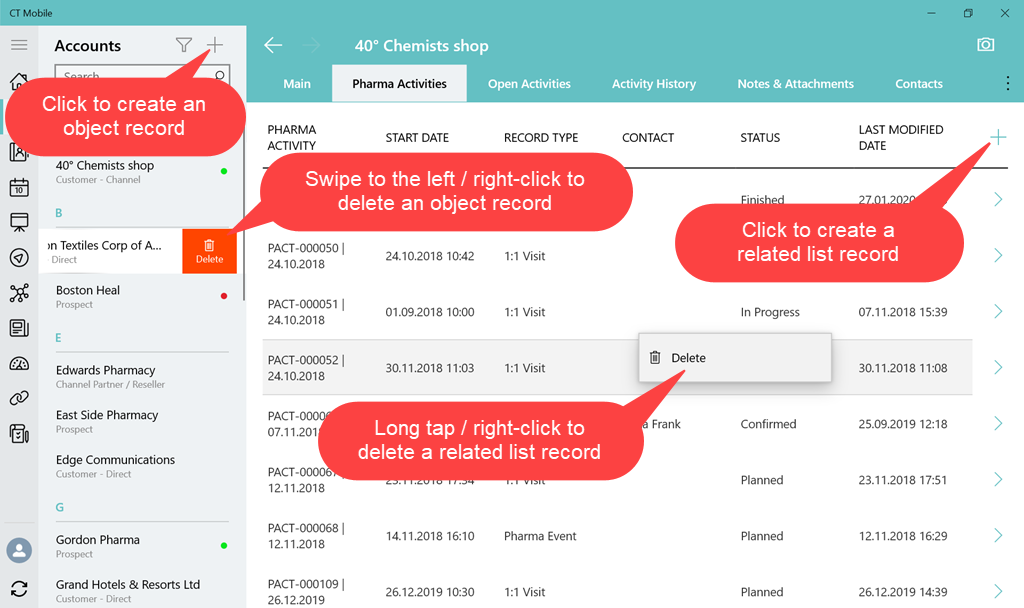 CT Mobile
Accounts
Search
Click to create an
object record
40° Chemists shop
Customer - Channel
B
on Textiles Corp of A...
Direct
Delete
Boston Heal
Prospect
E
Edwards Pharmacy
Channel Partner / Reseller
East Side Pharmacy
Prospect
Edge Communications
Customer - Direct
G
Gordon Pharma
Prospect
Grand Hotels & Resorts Ltd
Customer - Direct
10
40° Chemists shop
Main Pharma Activities Open Activities Activity History Notes & Attachments Contacts
PHARMA
ACTIVITY START DATE RECORD TYPE CONTACT STATUS LAST MODIFIED
DATE
Swipe to the left / right-click to
delete an object record
Finished 27.01.2020
Click to create a
related list record
PACT-000050 |
24.10.2018 24.10.2018 10:42 1:1 Visit
PACT-000051 |
24.10.2018 01.09.2018 10:00 1:1 Visit In Progress 07.11.2018 15:39
PACT-000052 |
24.10.2018 30.11.2018 11:03 1:1 Visit 30.11.2018 11:08
Delete
07.11.201 Frank Confirmed 25.09.2019 12:18
Long tap / right-click to
delete a related list record
12.11.2018 1:1 Visit Planned 23.11.2018 17:51
PACT-000068 |
12.11.2018 14.11.2018 16:10 Pharma Event Planned 12.11.2018 16:29
PACT-000109 |
26.12.2019 26.12.2019 10:30 1:1 Visit Planned 26.12.2019 14:39